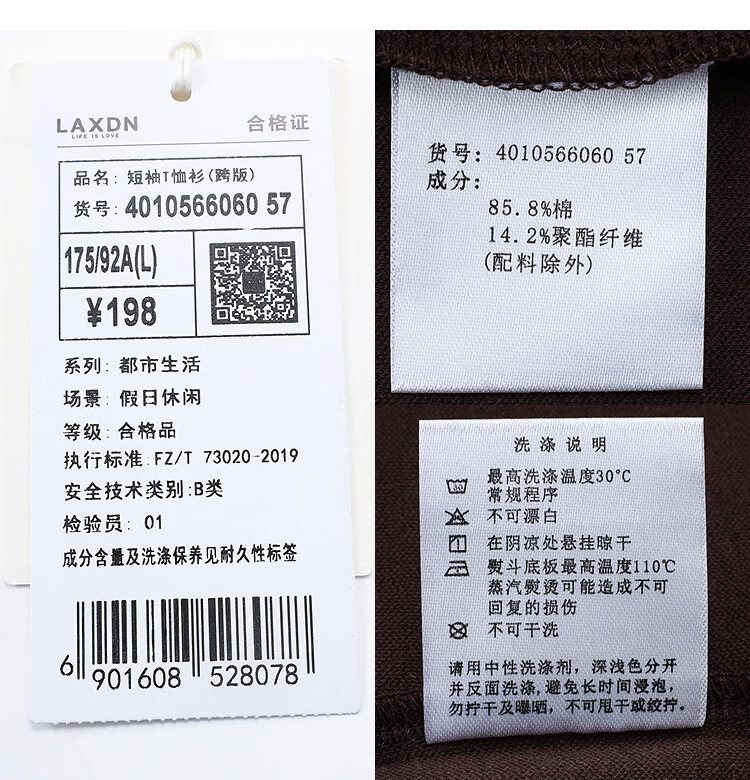 LAXDN
LIFE IS LOVE
合格证
品名: 短袖T恤衫(跨版)
货号: 4010566060 57
175/92A(L)
¥198
系列: 都市生活
场景: 假日休闲
等级: 合格品
执行标准:FZ/T 73020-2019
安全技术类别:B类
检验员: 01
成分含量及洗涤保养见耐久性标签
6 901608 528078
货号: 4010566060 57
成分:
85.8%棉
14.2%聚酯纤维
(配料除外)
洗涤说明
30
最高洗涤温度30°C
常规程序
不可漂白
在阴凉处悬挂晾干
熨斗底板最高温度110℃
蒸汽熨烫可能造成不可
回复的损伤
不可干洗
请用中性洗涤剂，深浅色分开
并反面洗涤,避免长时间浸泡，
勿拧干及曝晒，不可甩干或绞拧。